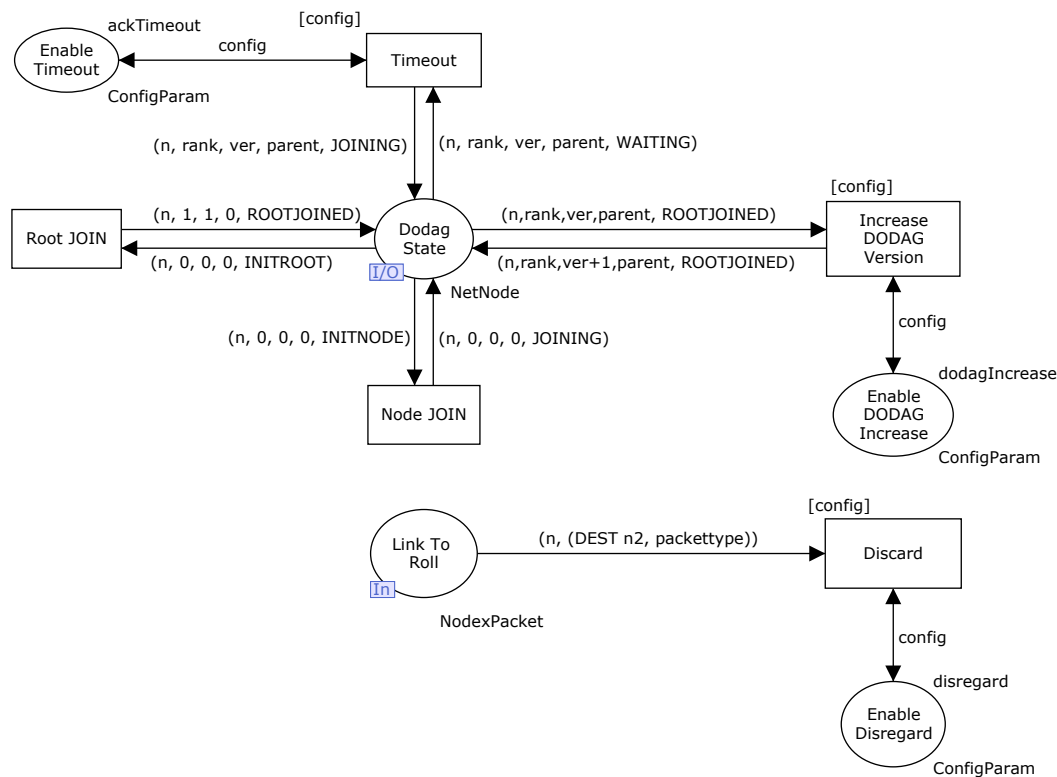 ackTimeout
[config]
Enable
Timeout
config
Timeout
ConfigParam
(n, rank, ver, parent, JOINING)
(n, rank, ver, parent, WAITING)
[config]
Root JOIN
(n, 1, 1, 0, ROOTJOINED)
(n, 0, 0, 0, INITROOT)
Dodag
State
I/O
NetNode
(n,rank,ver,parent, ROOTJOINED)
(n,rank,ver+1,parent, ROOTJOINED)
Increase
DODAG
Version
(n, 0, 0, 0, INITNODE)
(n, 0, 0, 0, JOINING)
config
dodagIncrease
Node JOIN
Enable
DODAG
Increase
ConfigParam
[config]
Link To
Roll
In
(n, (DEST n2, packettype))
Discard
NodexPacket
config
disregard
Enable
Disregard
ConfigParam